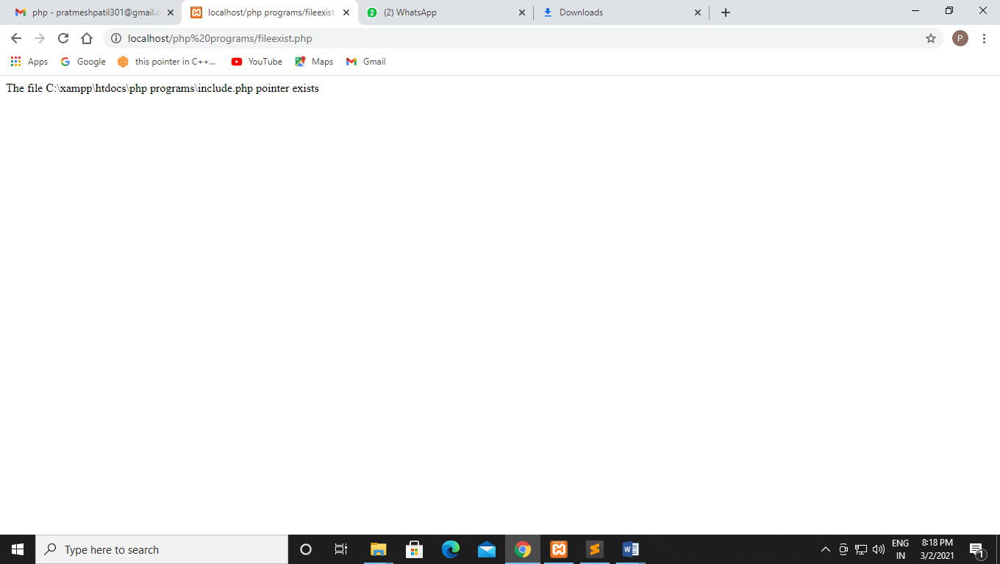 php - pratmeshpatil301@gmail.c
localhost/php programs/fileexist.
(2) WhatsApp
Downloads
localhost/php%20programs/fileexist.php
P
Apps
Google
this pointer in C++...
YouTube
Maps
Gmail
The file C:\xampp\htdocs\php programs\include.php pointer exists
Type here to search
ENG
IN
8:18 PM
3/2/2021
1